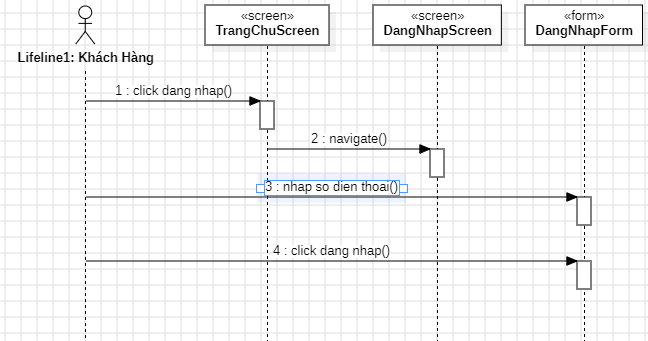 «screen»
TrangChuScreen
«screen»
DangNhapScreen
«form»
DangNhapForm
Lifeline1: Khách Hàng
1 : click dang nhap()
2 : navigate()
3 : nhap so dien thoai()
4 : click dang nhap()